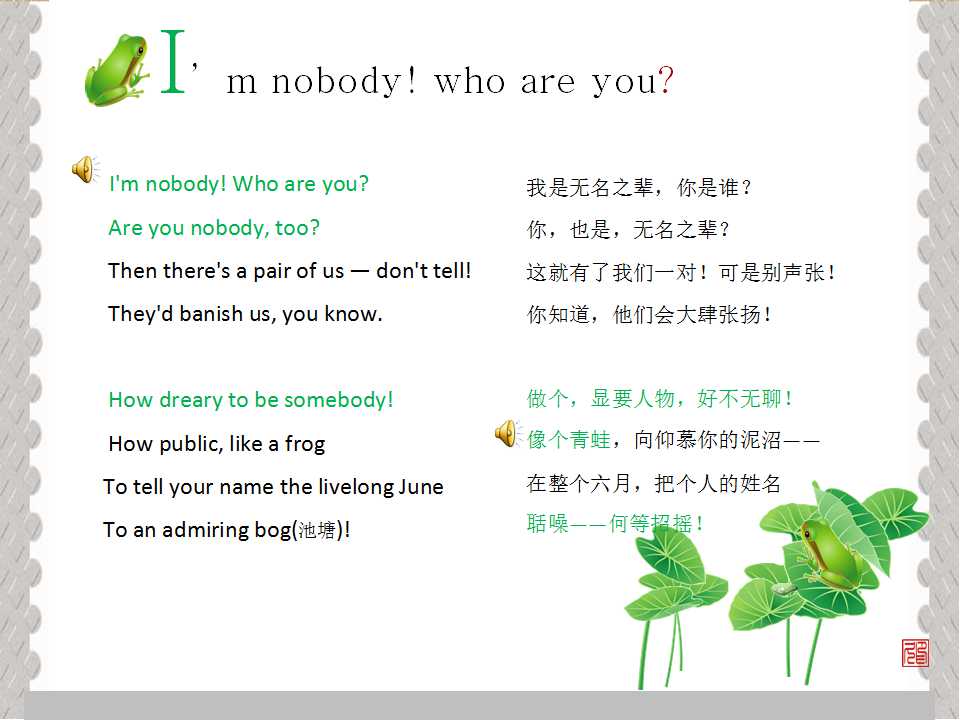 I’m nobody! who are you?
I'm nobody! Who are you?
Are you nobody, too?
Then there's a pair of us — don't tell!
They'd banish us, you know.
How dreary to be somebody!
How public, like a frog
To tell your name the livelong June
To an admiring bog(池塘)!
我是无名之辈，你是谁？
你，也是，无名之辈？
这就有了我们一对！可是别声张！
你知道，他们会大肆张扬！
做个，显要人物，好不无聊！
像个青蛙，向仰慕你的泥沼——
在整个六月，把个人的姓名
聒噪——何等招摇！